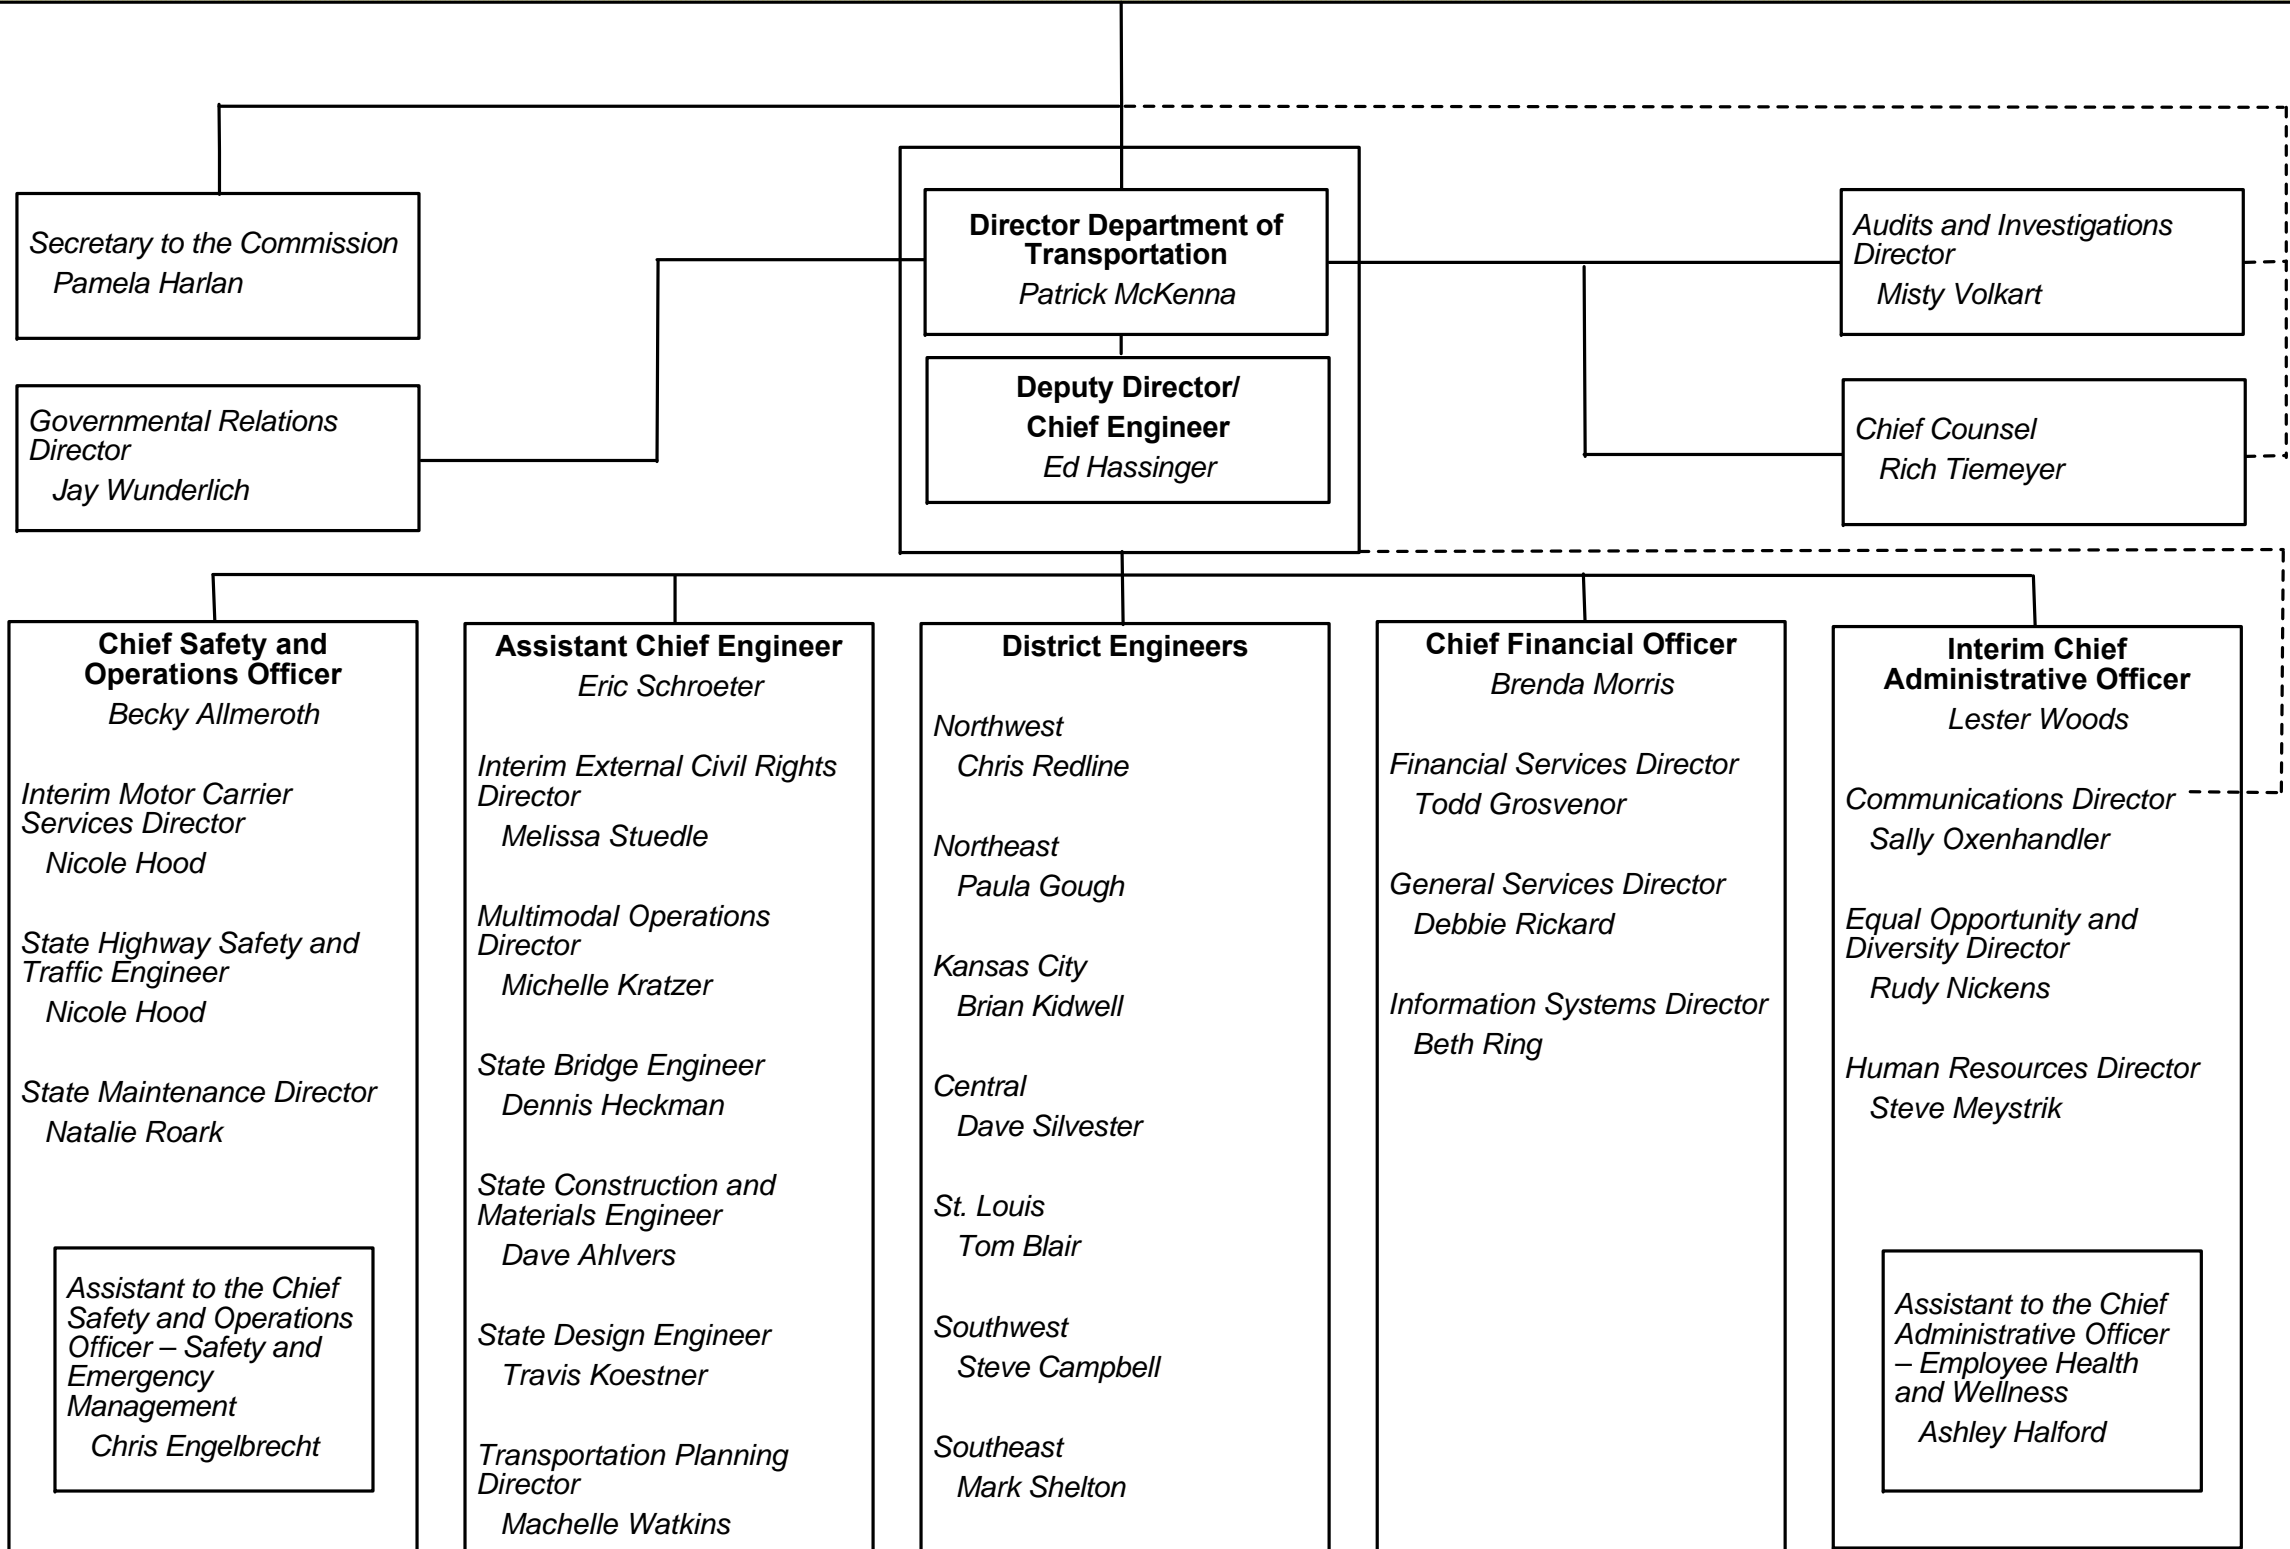 Secretary to the Commission
Pamela Harlan
Governmental Relations
Director
Jay Wunderlich
Director Department of
Transportation
Patrick McKenna
Deputy Director/
Chief Engineer
Ed Hassinger
Audits and Investigations
Director
Misty Volkart
Chief Counsel
Rich Tiemeyer
Chief Safety and
Operations Officer
Becky Allmeroth
Interim Motor Carrier
Services Director
Nicole Hood
State Highway Safety and
Traffic Engineer
Nicole Hood
State Maintenance Director
Natalie Roark
Assistant to the Chief
Safety and Operations
Officer – Safety and
Emergency
Management
Chris Engelbrecht
Assistant Chief Engineer
Eric Schroeter
Interim External Civil Rights
Director
Melissa Stuedle
Multimodal Operations
Director
Michelle Kratzer
State Bridge Engineer
Dennis Heckman
State Construction and
Materials Engineer
Dave Ahlvers
State Design Engineer
Travis Koestner
Transportation Planning
Director
Machelle Watkins
District Engineers
Northwest
Chris Redline
Northeast
Paula Gough
Kansas City
Brian Kidwell
Central
Dave Silvester
St. Louis
Tom Blair
Southwest
Steve Campbell
Southeast
Mark Shelton
Chief Financial Officer
Brenda Morris
Financial Services Director
Todd Grosvenor
General Services Director
Debbie Rickard
Information Systems Director
Beth Ring
Interim Chief
Administrative Officer
Lester Woods
Communications Director
Sally Oxenhandler
Equal Opportunity and
Diversity Director
Rudy Nickens
Human Resources Director
Steve Meystrik
Assistant to the Chief
Administrative Officer
– Employee Health
and Wellness
Ashley Halford